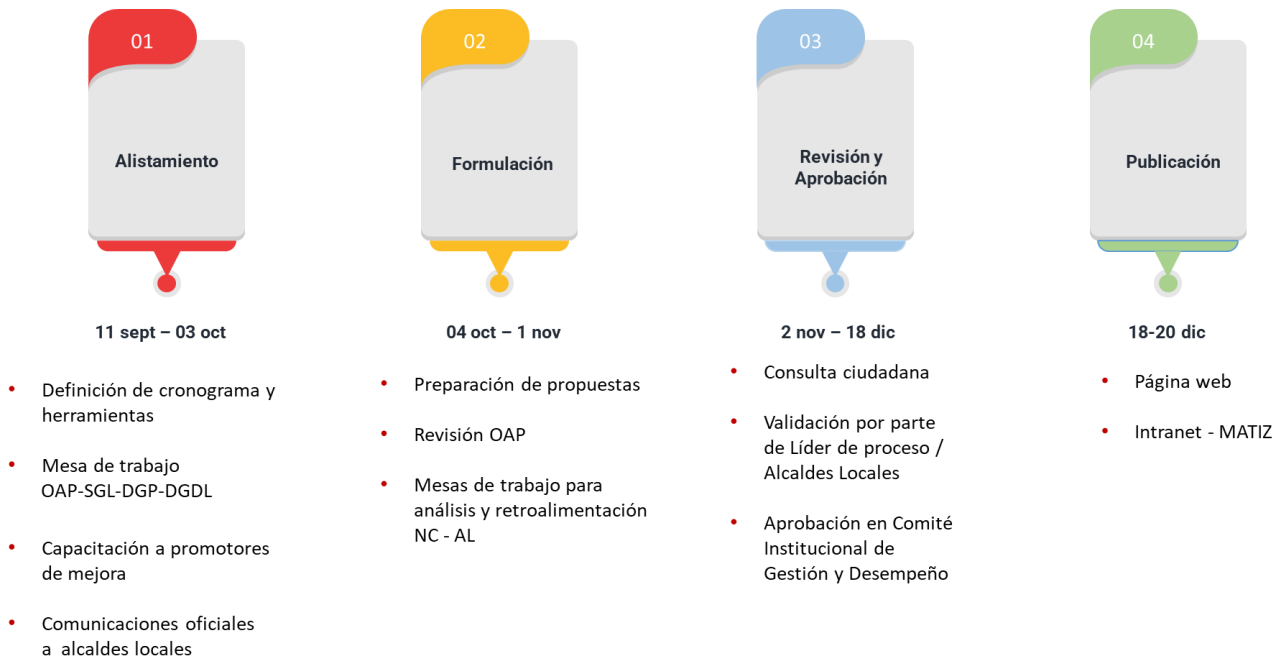 01
Alistamiento
11 sept – 03 oct
• Definición de cronograma y
herramientas
• Mesa de trabajo
OAP-SGL-DGP-DGDL
• Capacitación a promotores
de mejora
• Comunicaciones oficiales
a alcaldes locales
02
Formulación
04 oct – 1 nov
• Preparación de propuestas
• Revisión OAP
• Mesas de trabajo para
análisis y retroalimentación
NC - AL
03
Revisión y
Aprobación
2 nov – 18 dic
• Consulta ciudadana
• Validación por parte
de Líder de proceso /
Alcaldes Locales
• Aprobación en Comité
Institucional de
Gestión y Desempeño
04
Publicación
18-20 dic
• Página web
• Intranet - MATIZ